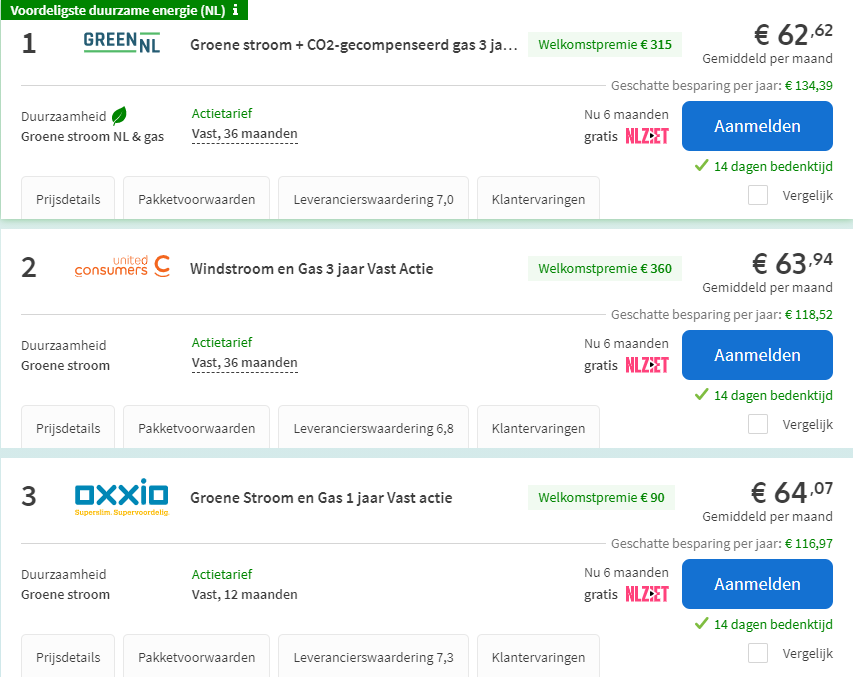 Voordeligste duurzame energie (NL) i
1
GREEN NL
Groene stroom + CO2-gecompenseerd gas 3 ja...
Welkomstpremie € 315
€ 62,62
Gemiddeld per maand
Geschatte besparing per jaar: € 134,39
Duurzaamheid
Groene stroom NL & gas
Actietarief
Vast, 36 maanden
Nu 6 maanden
gratis NLZIET
Aanmelden
14 dagen bedenktijd
Prijsdetails
Pakketvoorwaarden
Leverancierswaardering 7,0
Klantervaringen
Vergelijk
2
united
consumers
Windstroom en Gas 3 jaar Vast Actie
Welkomstpremie € 360
€ 63,94
Gemiddeld per maand
Geschatte besparing per jaar: € 118,52
Duurzaamheid
Groene stroom
Actietarief
Vast, 36 maanden
Nu 6 maanden
gratis NLZIET
Aanmelden
14 dagen bedenktijd
Prijsdetails
Pakketvoorwaarden
Leverancierswaardering 6,8
Klantervaringen
Vergelijk
3
oxxio
Superslim. Supervoordelig.
Groene Stroom en Gas 1 jaar Vast actie
Welkomstpremie € 90
€ 64,07
Gemiddeld per maand
Geschatte besparing per jaar: € 116,97
Duurzaamheid
Groene stroom
Actietarief
Vast, 12 maanden
Nu 6 maanden
gratis NLZIET
Aanmelden
14 dagen bedenktijd
Prijsdetails
Pakketvoorwaarden
Leverancierswaardering 7,3
Klantervaringen
Vergelijk